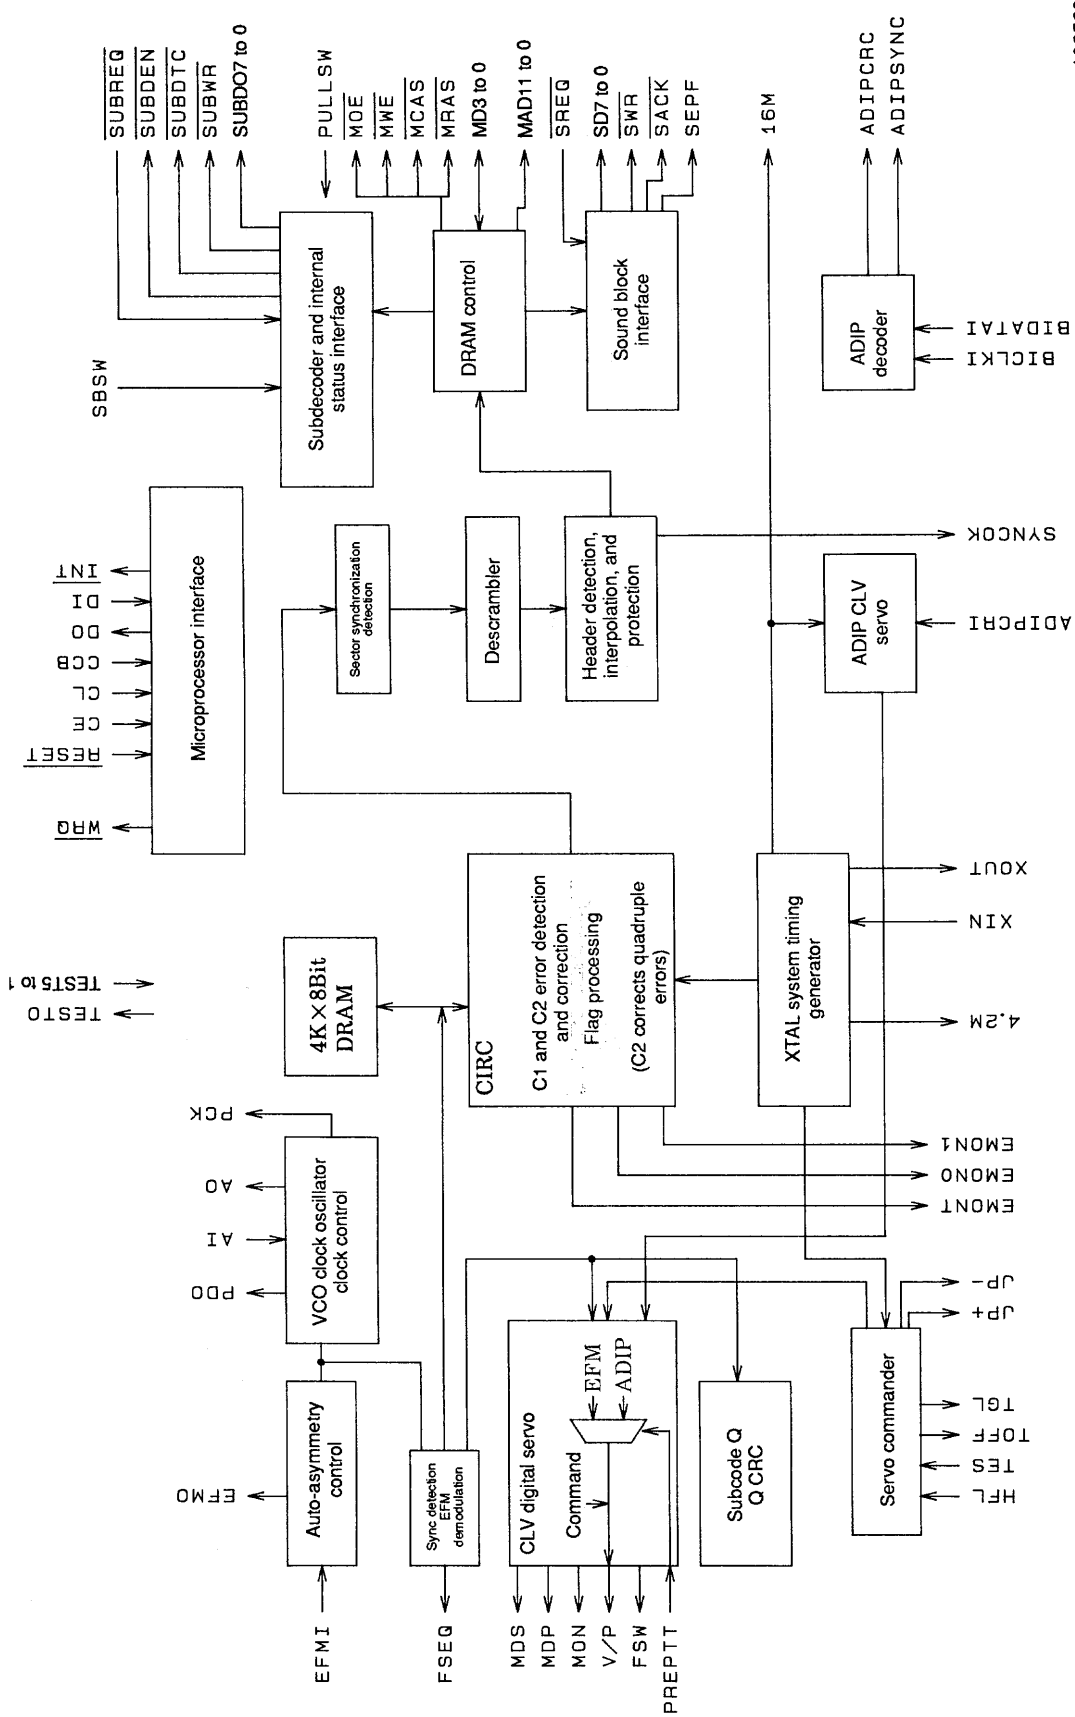 EFMI
EFMO
Auto-asymmetry
control
PDO
AI
AO
PCK
VCO clock oscillator
clock control
TESTO
TEST5 to 1
4K×8Bit
DRAM
WRQ
RESET
CE
CL
CCB
DO
DI
INT
Microprocessor interface
SBSW
SUBREQ
SUBDEN
SUBDTC
SUBWR
SUBDO7 to 0
Subdecoder and internal
status interface
PULLSW
MOE
MWE
MCAS
MRAS
MD3 to 0
MAD11 to 0
DRAM control
SREQ
SD7 to 0
SWR
SACK
SEPF
Sound block
interface
Sector synchronization
detection
Descrambler
Header detection,
interpolation, and
protection
SYNCOK
CIRC
C1 and C2 error detection
and correction
Flag processing
(C2 corrects quadruple
errors)
Sync detection
EFM
demodulation
FSEQ
CLV digital servo
Command
EFM
ADIP
MDS
MDP
MON
V/P
FSW
PREPTT
Subcode Q
Q CRC
EMONT
EMONO
EMON1
XTAL system timing
generator
4.2M
XIN
XOUT
16M
ADIP CLV
servo
ADIPCRI
ADIP
decoder
BICLKI
BIDATAI
ADIPCRC
ADIPSYNC
Servo commander
HFL
TES
TOFF
TGL
JP+
JP-